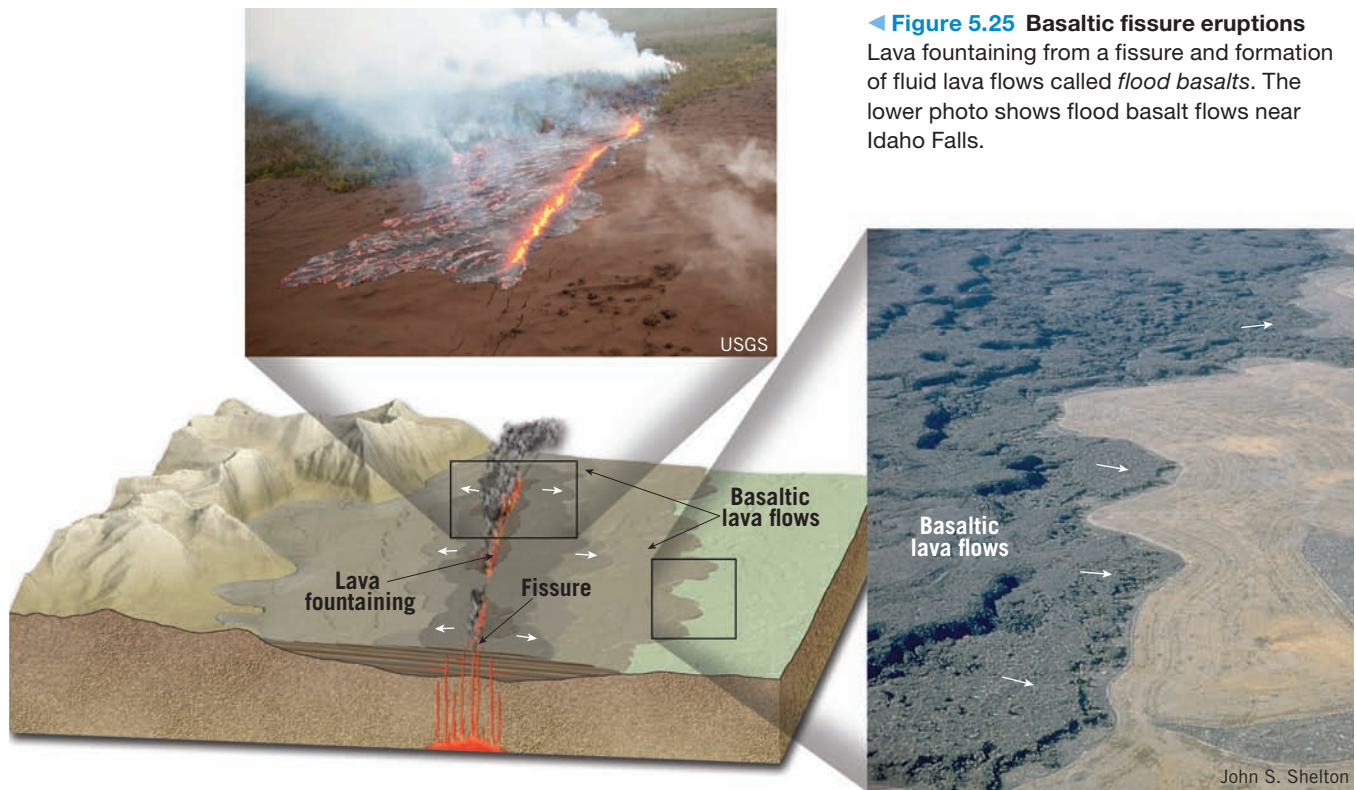 ◀ Figure 5.25 Basaltic fissure eruptions
Lava fountaining from a fissure and formation
of fluid lava flows called flood basalts. The
lower photo shows flood basalt flows near
Idaho Falls.
USGS
Basaltic
lava flows
Lava
fountaining
Fissure
Basaltic
lava flows
John S. Shelton